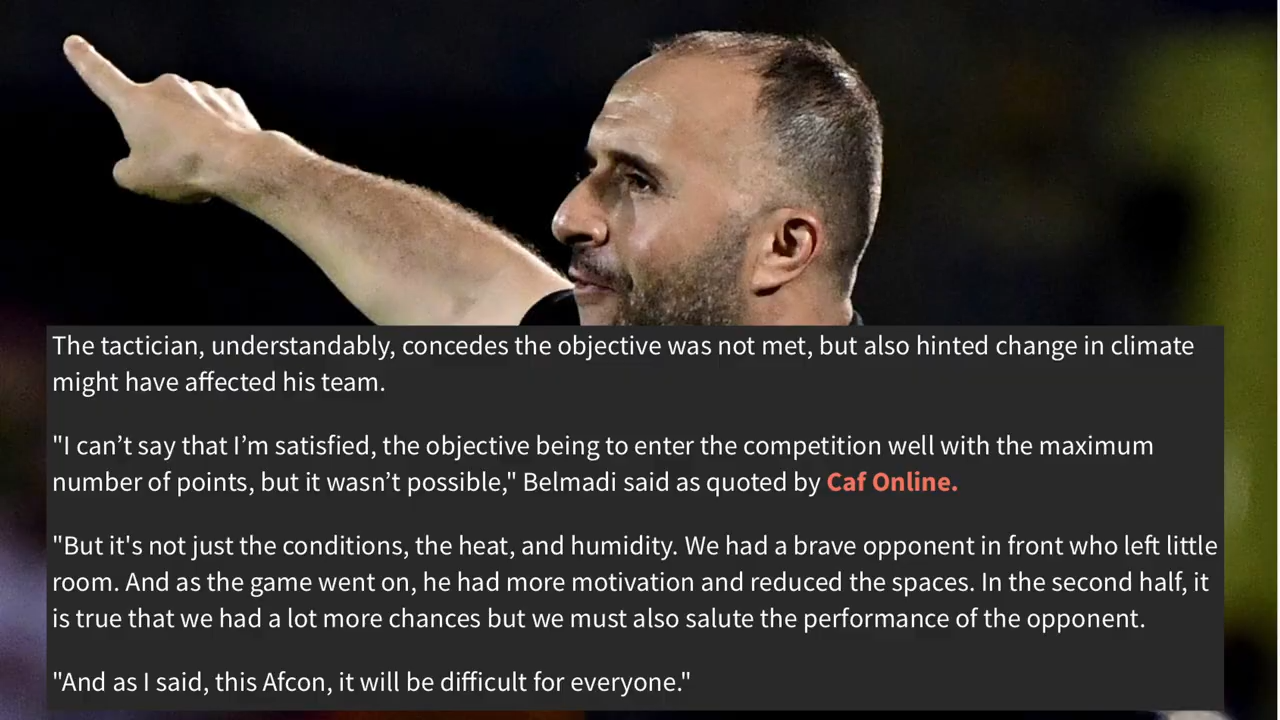 The tactician, understandably, concedes the objective was not met, but also hinted change in climate
might have affected his team.
"I can’t say that I’m satisfied, the objective being to enter the competition well with the maximum
number of points, but it wasn’t possible," Belmadi said as quoted by Caf Online.
"But it's not just the conditions, the heat, and humidity. We had a brave opponent in front who left little
room. And as the game went on, he had more motivation and reduced the spaces. In the second half, it
is true that we had a lot more chances but we must also salute the performance of the opponent.
"And as I said, this Afcon, it will be difficult for everyone."